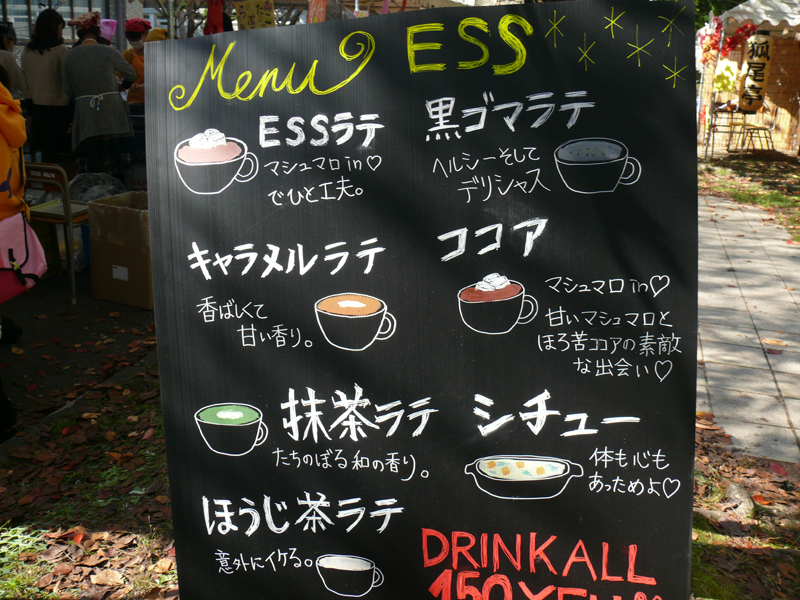 Menu ESS
ESSラテ
マシュマロin♡
でひと工夫。
黒ゴマラテ
ヘルシーそして
デリシャス
キャラメルラテ
香ばしくて
甘い香り。
ココア
マシュマロin♡
甘いマシュマロと
ほろ苦ココアの素敵
な出会い♡
抹茶ラテ
たちのぼる和の香り。
シチュー
体も心も
あっためよ♡
ほうじ茶ラテ
意外にイケる。
DRINK ALL
150 YEN
狐尾亭